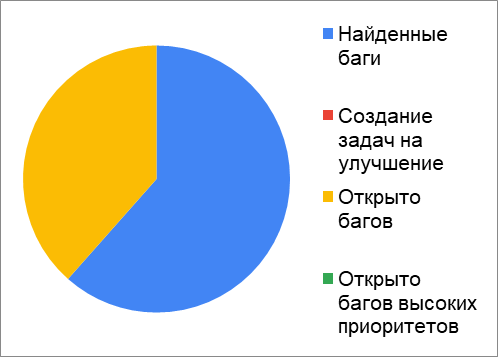 Найденные
баги
Создание
задач на
улучшение
Открыто
багов
Открыто
багов высоких
приоритетов